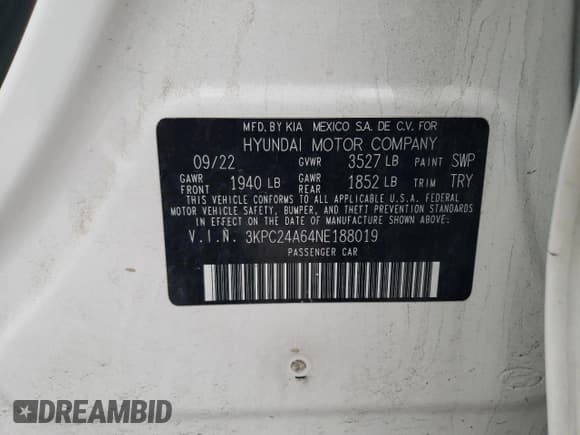 MFD. BY KIA MEXICO S.A. DE C.V. FOR
HYUNDAI MOTOR COMPANY
09/22 GVWR 3527 LB PAINT SWP
GAWR FRONT 1940 LB GAWR REAR 1852 LB TRIM TRY
THIS VEHICLE CONFORMS TO ALL APPLICABLE U.S.A. FEDERAL
MOTOR VEHICLE SAFETY, BUMPER, AND THEFT PREVENTION STANDARDS
IN EFFECT ON THE DATE OF MANUFACTURE SHOWN ABOVE.
V.I.N. 3KPC24A64NE188019
PASSENGER CAR
DREAMBID